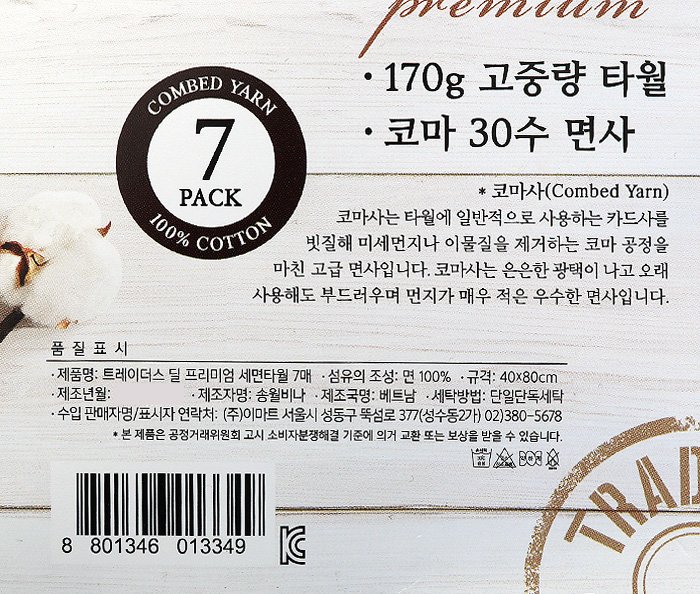 premium
· 170g 고중량 타월
· 코마 30수 면사
COMBED YARN
7
PACK
100% COTTON
* 코마사(Combed Yarn)
코마사는 타월에 일반적으로 사용하는 카드사를
빗질해 미세먼지나 이물질을 제거하는 코마 공정을
마친 고급 면사입니다. 코마사는 은은한 광택이 나고 오래
사용해도 부드러우며 먼지가 매우 적은 우수한 면사입니다.
품질표시
· 제품명: 트레이더스 딜 프리미엄 세면타월 7매 · 섬유의 조성: 면 100% · 규격: 40×80cm
· 제조년월: · 제조자명: 송월비나 · 제조국명: 베트남 · 세탁방법: 단일단독세탁
· 수입 판매자명/표시자 연락처: (주)이마트 서울시 성동구 뚝섬로 377(성수동2가) 02)380-5678
* 본 제품은 공정거래위원회 고시 소비자분쟁해결 기준에 의거 교환 또는 보상을 받을 수 있습니다.
8 801346 013349
TRAD